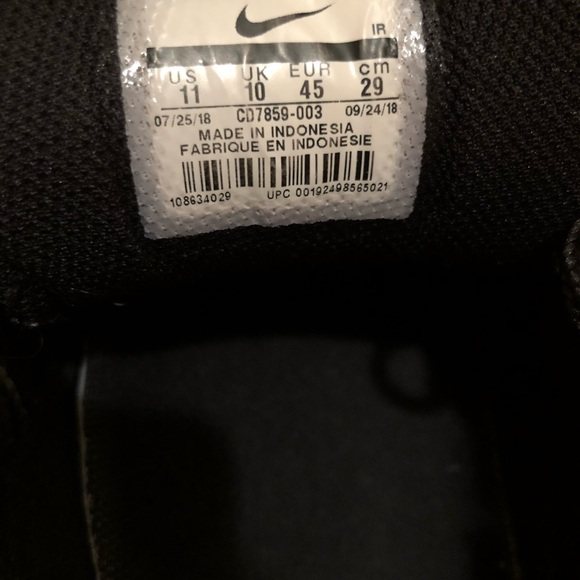 IR
US UK EUR cm
11 10 45 29
07/25/18 CD7859-003 09/24/18
MADE IN INDONESIA
FABRIQUE EN INDONESIE
108634029 UPC 00192498565021